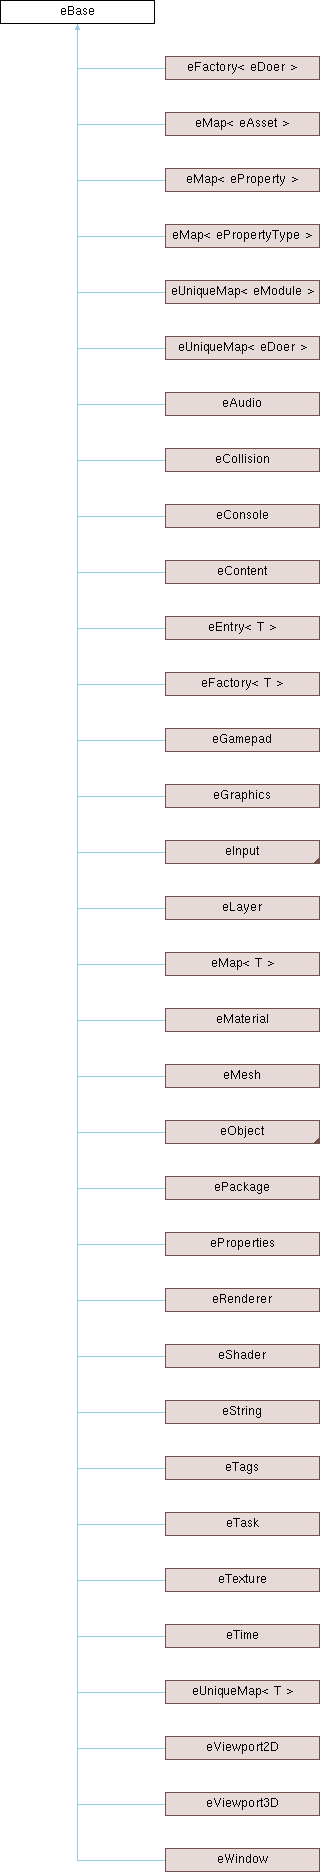 eBase
eFactory< eDoer >
eMap< eAsset >
eMap< eProperty >
eMap< ePropertyType >
eUniqueMap< eModule >
eUniqueMap< eDoer >
eAudio
eCollision
eConsole
eContent
eEntry< T >
eFactory< T >
eGamepad
eGraphics
eInput
eLayer
eMap< T >
eMaterial
eMesh
eObject
ePackage
eProperties
eRenderer
eShader
eString
eTags
eTask
eTexture
eTime
eUniqueMap< T >
eViewport2D
eViewport3D
eWindow